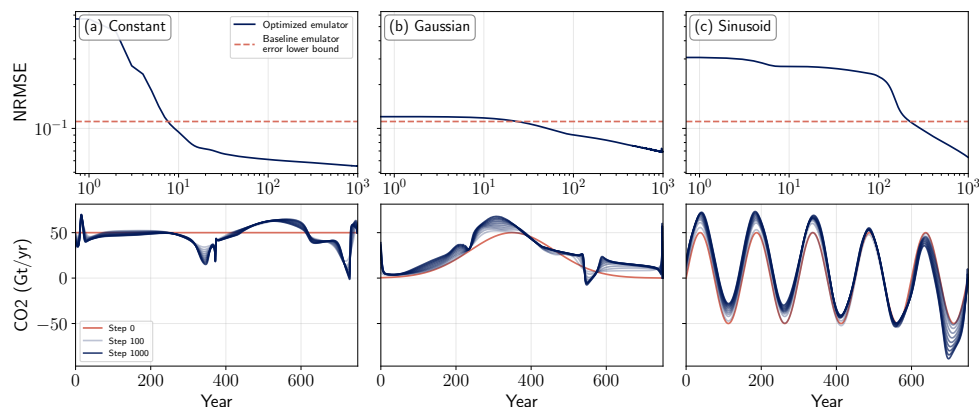 (a) Constant
Optimized emulator
Baseline emulator
error lower bound
(b) Gaussian
(c) Sinusoid
NRMSE
10^{-1}
10^0 10^1 10^2 10^3
10^0 10^1 10^2 10^3
10^0 10^1 10^2 10^3
CO2 (Gt/yr)
50
0
−50
Step 0
Step 100
Step 1000
0 200 400 600
0 200 400 600
0 200 400 600
Year
Year
Year